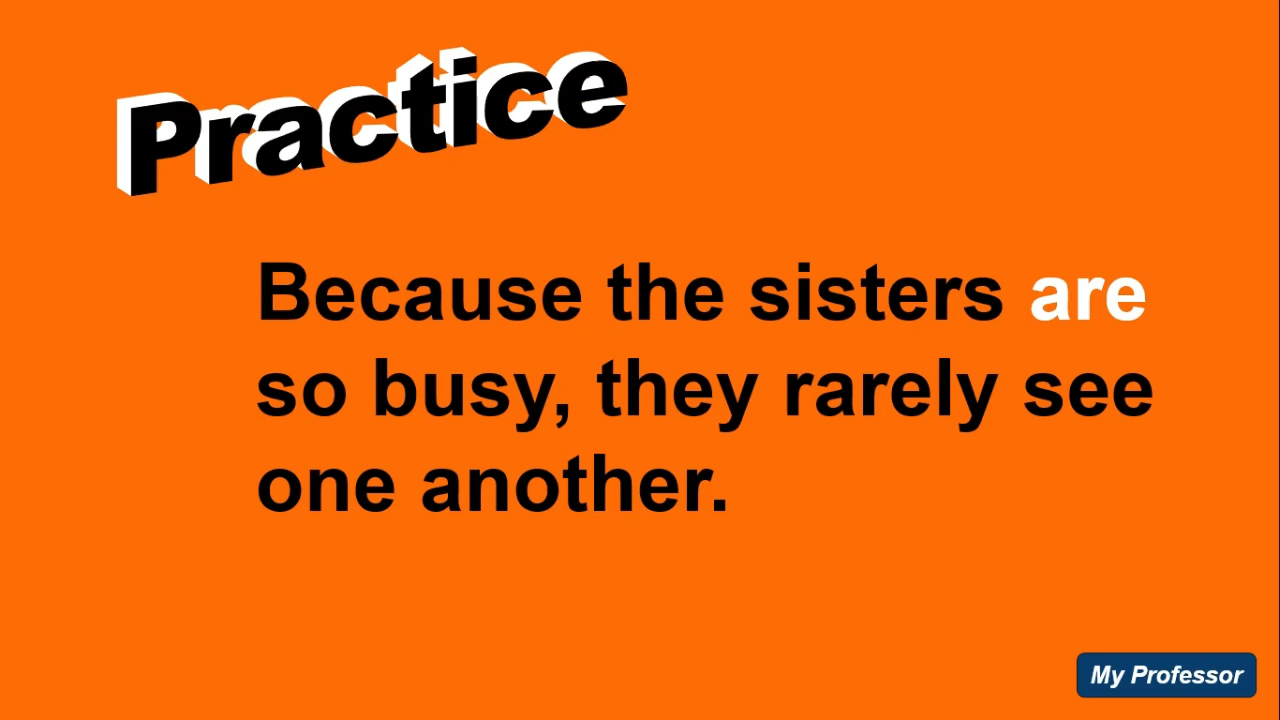 Practice
Because the sisters are
so busy, they rarely see
one another.
My Professor